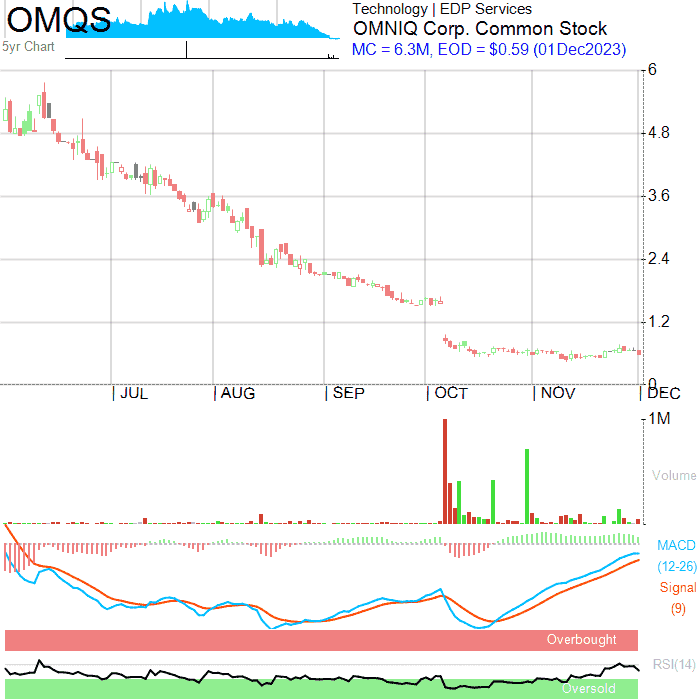 OMQS
5yr Chart
Technology | EDP Services
OMNIQ Corp. Common Stock
MC = 6.3M, EOD = $0.59 (01Dec2023)
6
4.8
3.6
2.4
1.2
0
JUL AUG SEP OCT NOV DEC
1M
Volume
MACD
(12-26)
Signal
(9)
Overbought
RSI(14)
Oversold